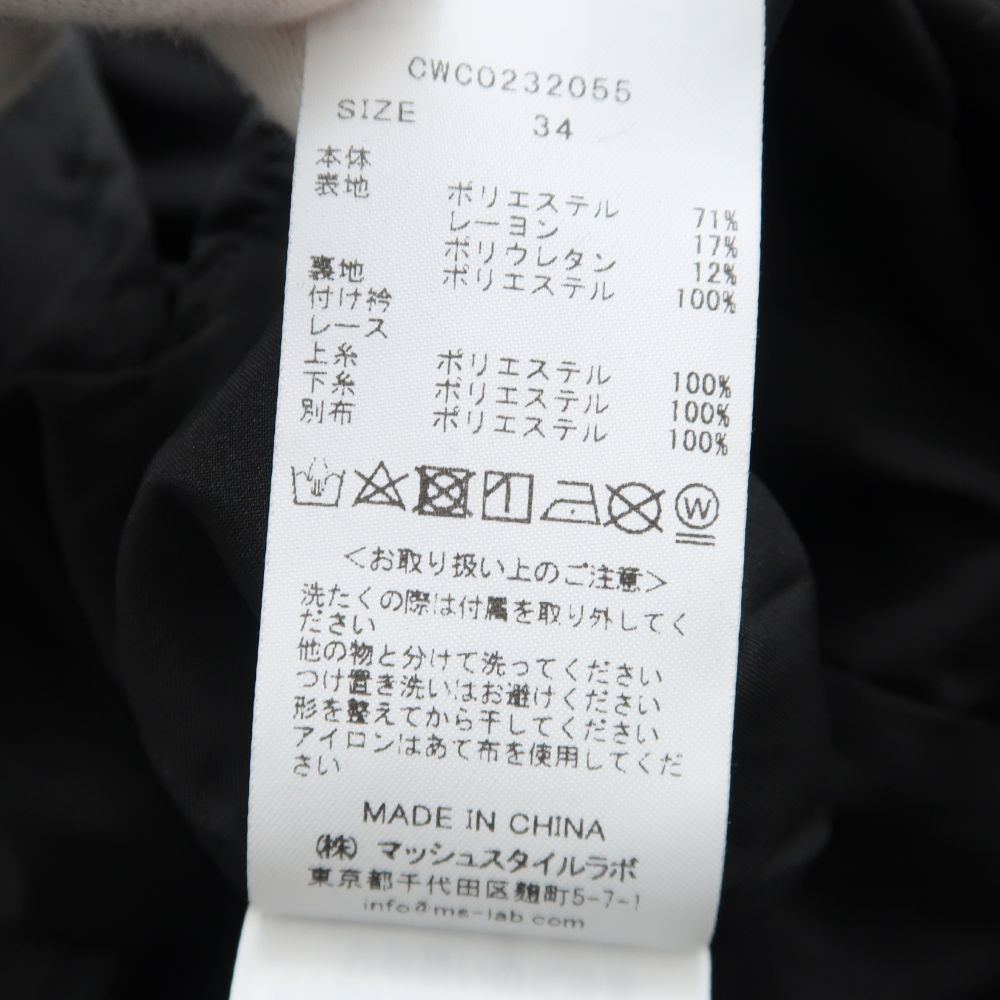 CWCO232055
SIZE 34
本体
表地 ポリエステル 71%
レーヨン 17%
ポリウレタン 12%
裏地 ポリエステル 100%
付け衿
レース
上糸 ポリエステル 100%
下糸 ポリエステル 100%
別布 ポリエステル 100%
W
<お取り扱い上のご注意>
洗たくの際は付属を取り外してく
ださい
他の物と分けて洗ってください
つけ置き洗いはお避けください
形を整えてから干してください
アイロンはあて布を使用してくだ
さい
MADE IN CHINA
(株) マッシュスタイルラボ
東京都千代田区麹町5-7-1
info@ms-lab.com